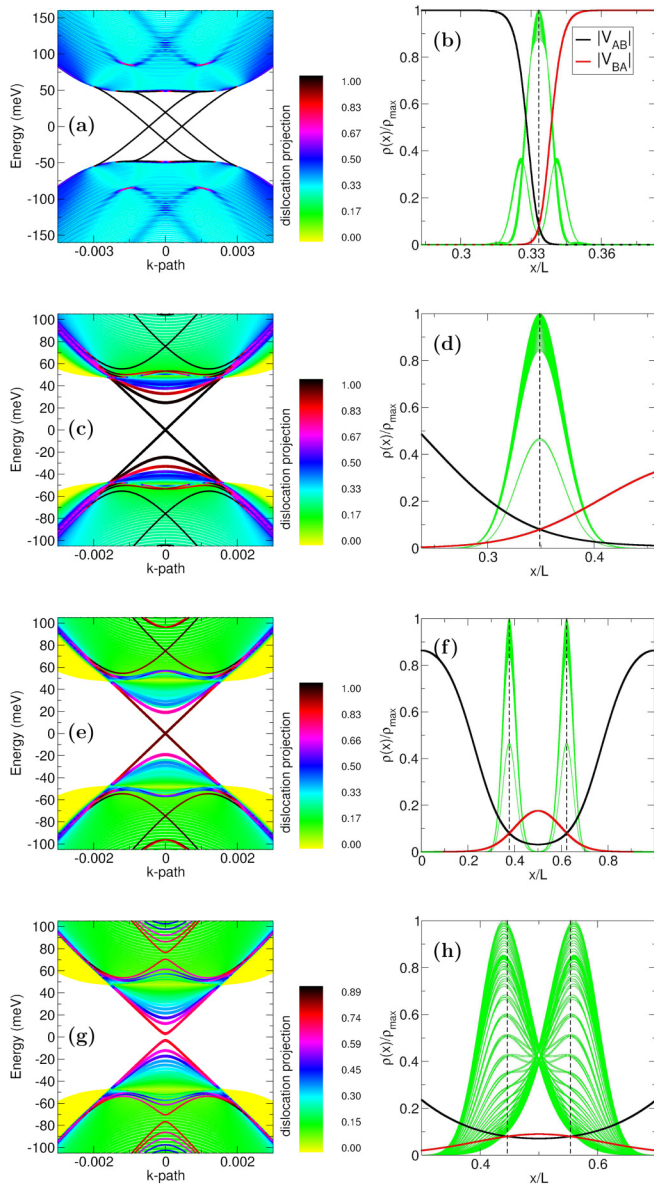 (a)
Energy (meV)
150
100
50
0
-50
-100
-150
-0.003 0 0.003
k-path
dislocation projection
1.00
0.83
0.67
0.50
0.33
0.17
0.00
(b)
ρ(x)/ρmax
1
0.8
0.6
0.4
0.2
0
0.3 0.33 0.36
x/L
|VAB|
|VBA|
(c)
Energy (meV)
100
80
60
40
20
0
-20
-40
-60
-80
-100
-0.002 0 0.002
k-path
dislocation projection
1.00
0.83
0.67
0.50
0.33
0.17
0.00
(d)
ρ(x)/ρmax
1
0.8
0.6
0.4
0.2
0
0.3 0.4
x/L
(e)
Energy (meV)
100
80
60
40
20
0
-20
-40
-60
-80
-100
-0.002 0 0.002
k-path
dislocation projection
1.00
0.83
0.67
0.50
0.33
0.17
0.00
(f)
ρ(x)/ρmax
1
0.8
0.6
0.4
0.2
0
0 0.2 0.4 0.6 0.8 1
x/L
(g)
Energy (meV)
100
80
60
40
20
0
-20
-40
-60
-80
-100
-0.002 0 0.002
k-path
dislocation projection
0.89
0.67
0.50
0.33
0.17
0.00
(h)
ρ(x)/ρmax
1
0.8
0.6
0.4
0.2
0
0.4 0.6
x/L